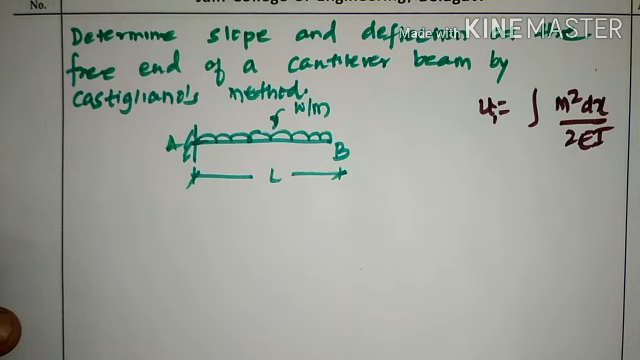 No.
Made with KINEMASTER
Determine slope and deflection at the
free end of a cantilever beam by
Castigliano's method.
w/m
A
B
L
Ui = ∫ M²dx / 2EI